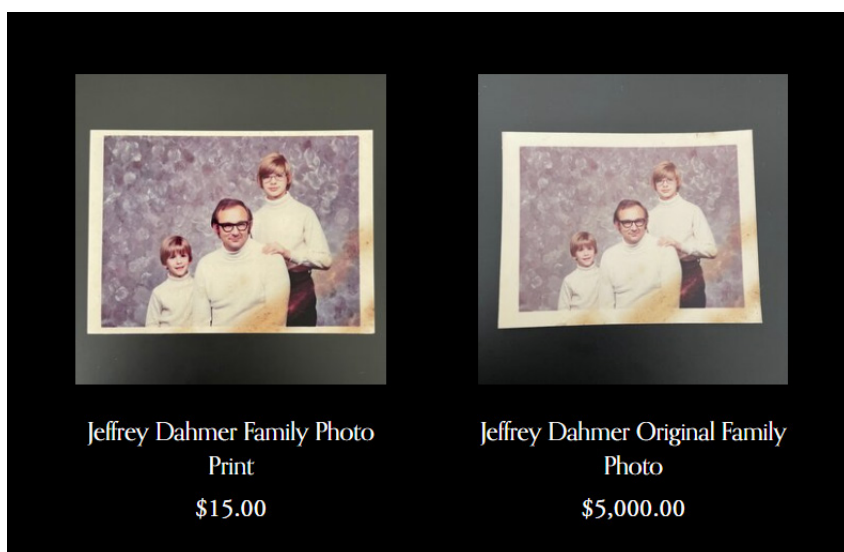 Jeffrey Dahmer Family Photo
Print
$15.00
Jeffrey Dahmer Original Family
Photo
$5,000.00